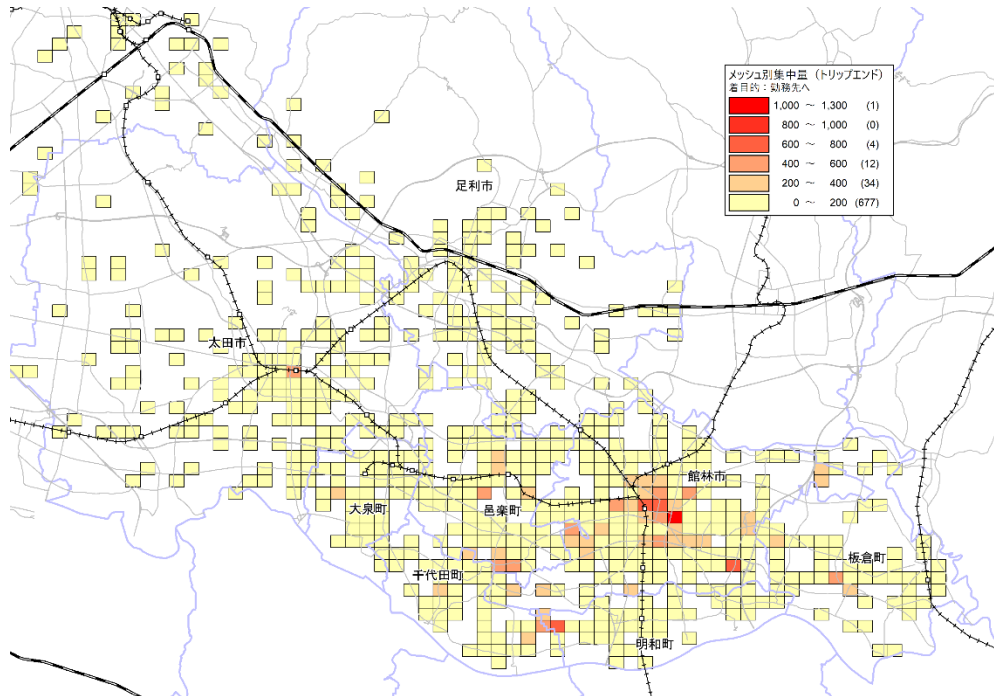 メッシュ別集中量（トリップエンド）
着目的：勤務先へ
1,000 ～ 1,300 (1)
800 ～ 1,000 (0)
600 ～ 800 (4)
400 ～ 600 (12)
200 ～ 400 (34)
0 ～ 200 (677)
足利市
太田市
館林市
大泉町
邑楽町
板倉町
千代田町
明和町